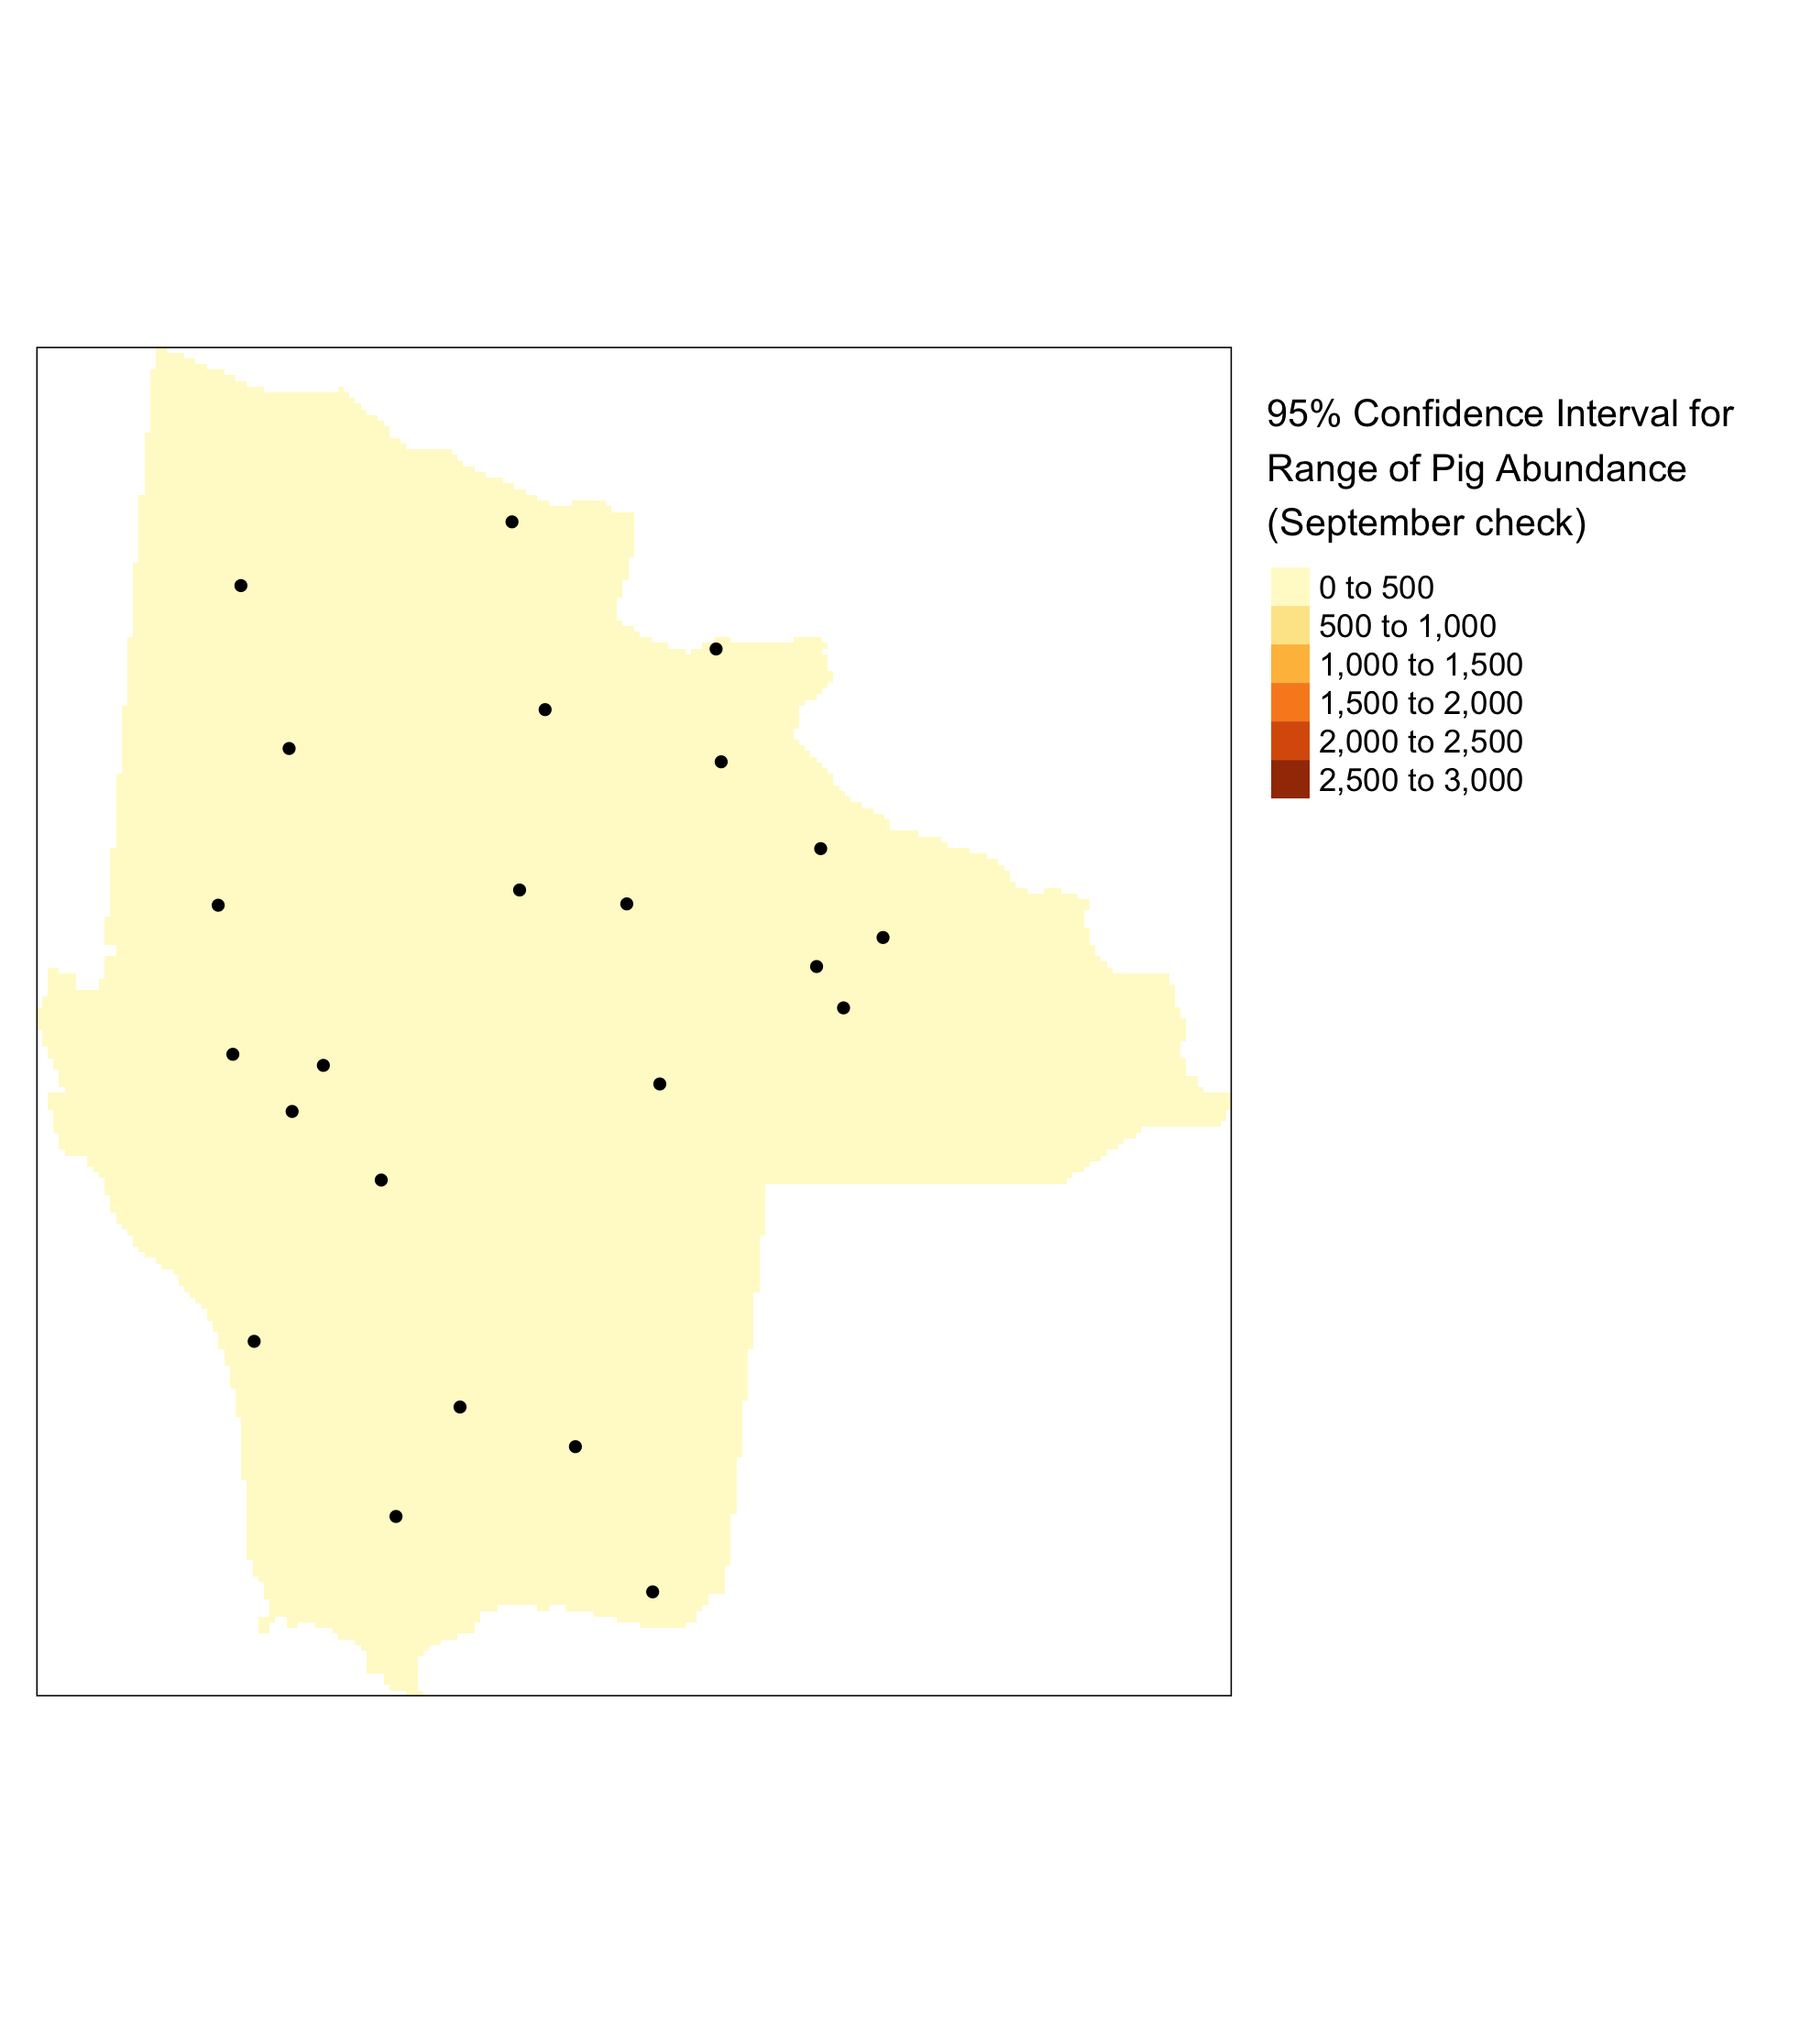 95% Confidence Interval for
Range of Pig Abundance
(September check)
0 to 500
500 to 1,000
1,000 to 1,500
1,500 to 2,000
2,000 to 2,500
2,500 to 3,000